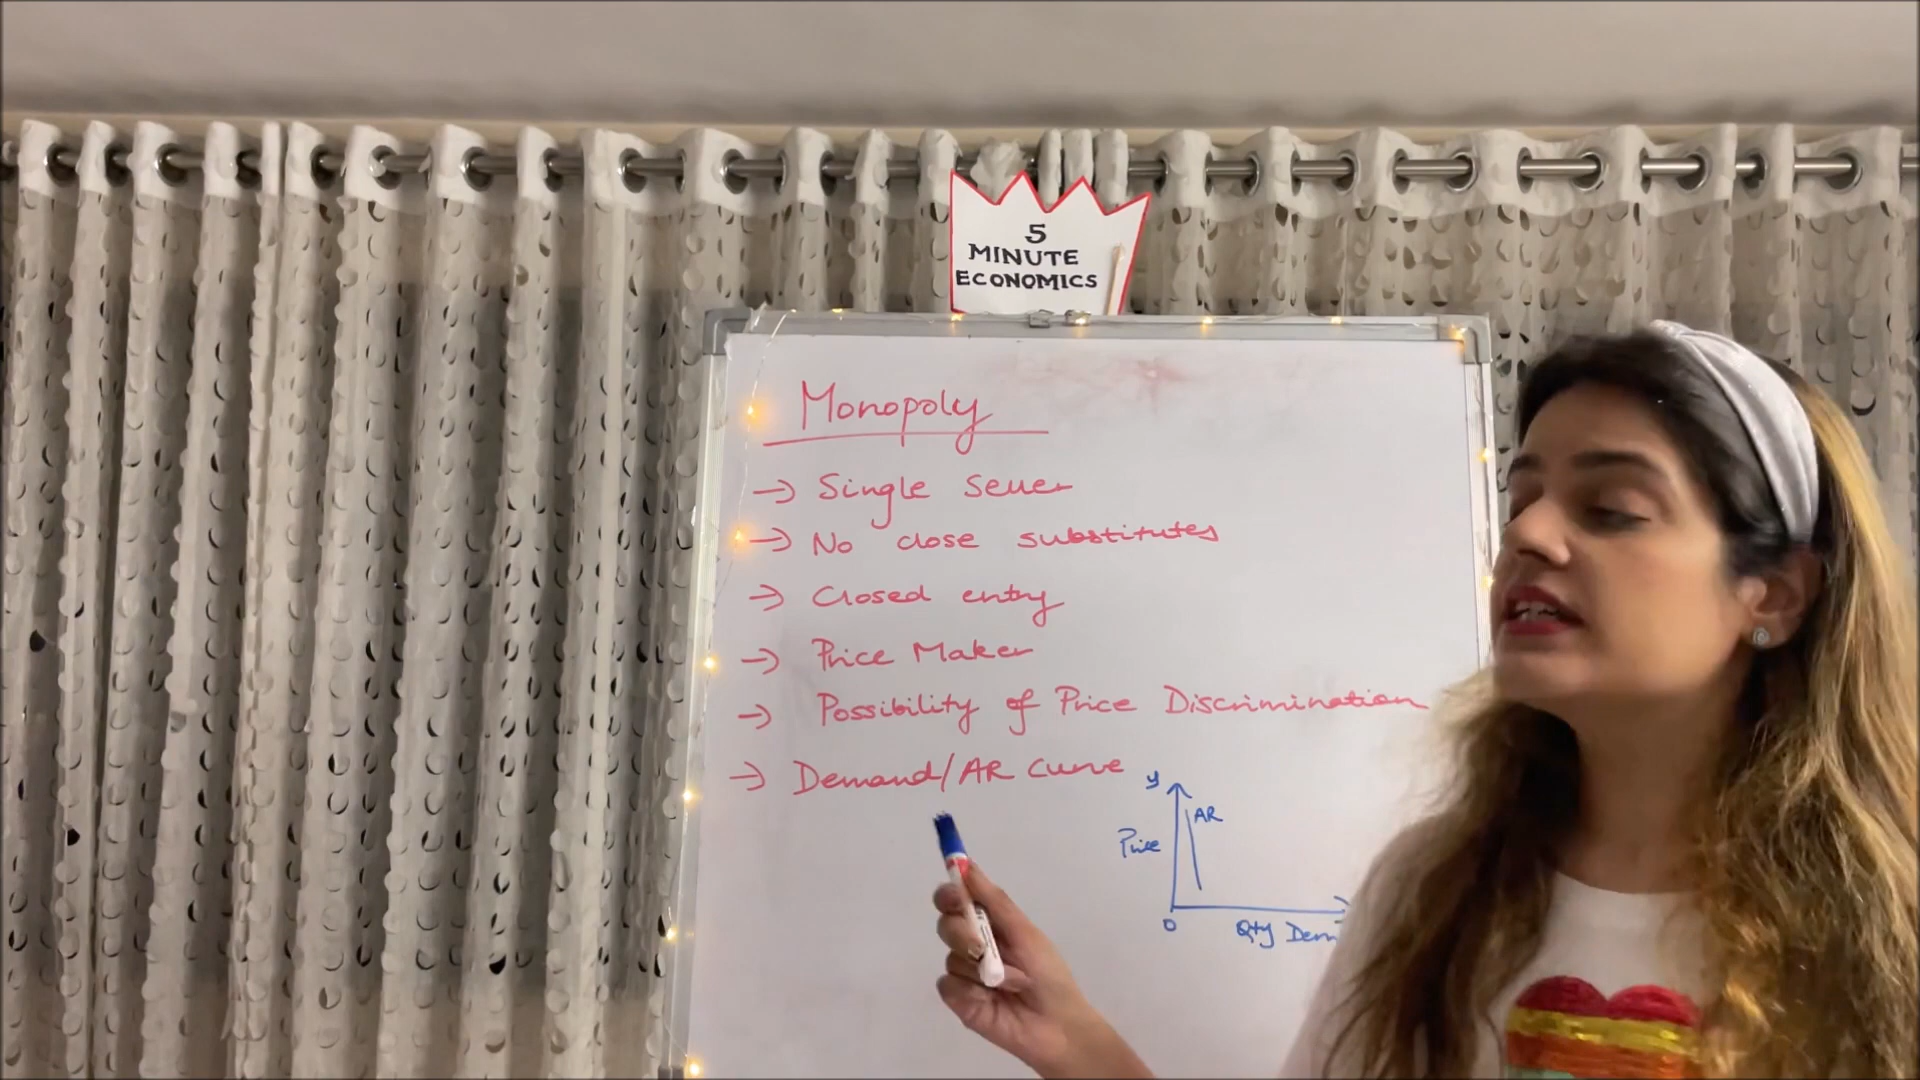 5
MINUTE
ECONOMICS
Monopoly
→ Single Seller
→ No close substitutes
→ Closed entry
→ Price Maker
→ Possibility of Price Discrimination
→ Demand/AR Curve
y
AR
Price
0
Qty Dem